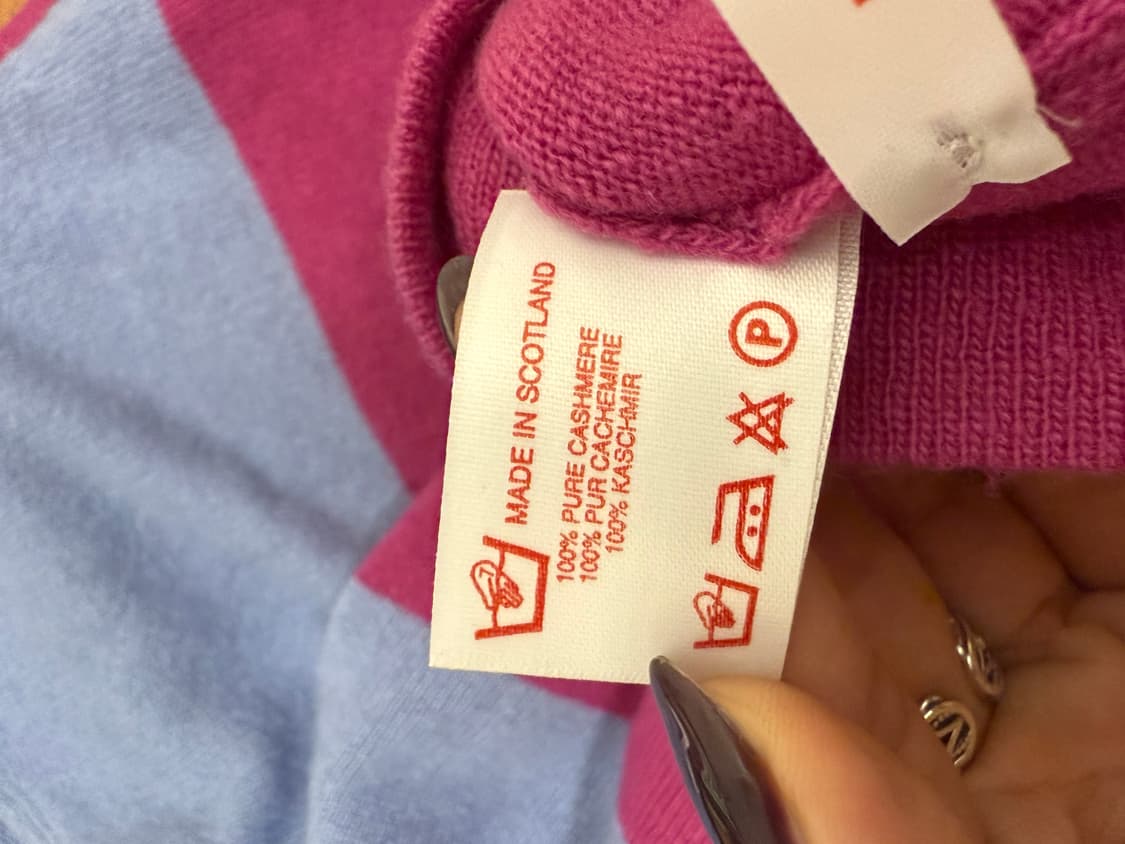 MADE IN SCOTLAND
100% PURE CASHMERE
100% PUR CACHEMIRE
100% KASCHMIR
P